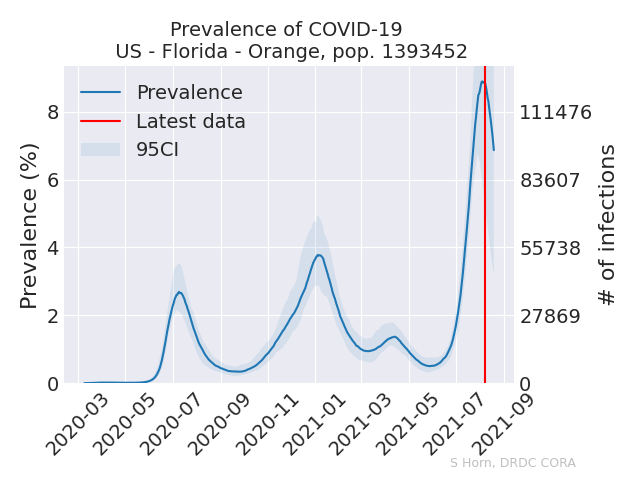 Prevalence of COVID-19
US - Florida - Orange, pop. 1393452
Prevalence
Latest data
95CI
Prevalence (%)
8
6
4
2
0
111476
83607
55738
27869
0
# of infections
2020-03
2020-05
2020-07
2020-09
2020-11
2021-01
2021-03
2021-05
2021-07
2021-09
S Horn, DRDC CORA